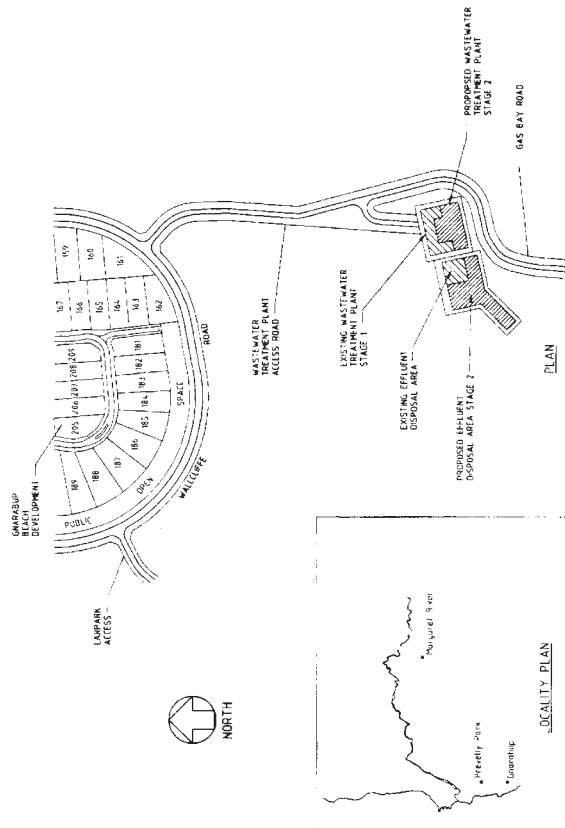 GNARABUP
BEACH
DEVELOPMENT
CARPARK
ACCESS
PUBLIC
OPEN
SPACE
WALLCLIFFE
ROAD
189
188
187
186
185
184
183
182
181
205
206
207
208
209
167
166
165
164
163
162
159
160
161
WASTEWATER
TREATMENT PLANT
ACCESS ROAD
EXISTING WASTEWATER
TREATMENT PLANT
STAGE 1
EXISTING EFFLUENT
DISPOSAL AREA
PROPOSED EFFLUENT
DISPOSAL AREA STAGE 2
PROPOPSED WASTEWATER
TREATMENT PLANT
STAGE 2
GAS BAY ROAD
PLAN
NORTH
Margaret River
Prevelly Park
Gnarabup
LOCALITY PLAN